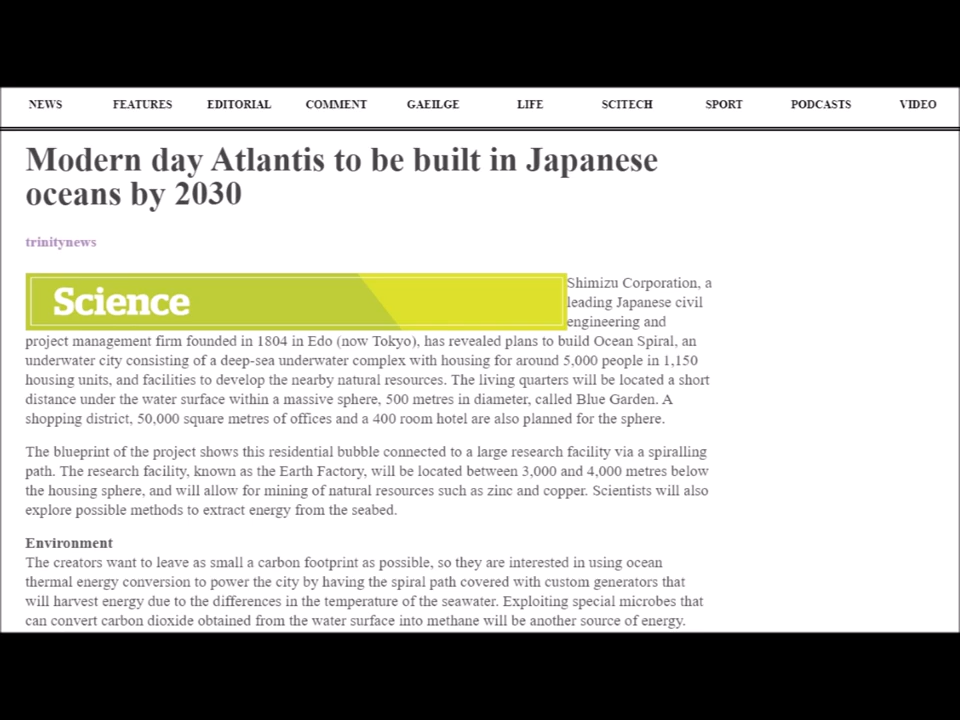 NEWS FEATURES EDITORIAL COMMENT GAEILGE LIFE SCITECH SPORT PODCASTS VIDEO
Modern day Atlantis to be built in Japanese
oceans by 2030
trinitynews
Science
Shimizu Corporation, a
leading Japanese civil
engineering and
project management firm founded in 1804 in Edo (now Tokyo), has revealed plans to build Ocean Spiral, an
underwater city consisting of a deep-sea underwater complex with housing for around 5,000 people in 1,150
housing units, and facilities to develop the nearby natural resources. The living quarters will be located a short
distance under the water surface within a massive sphere, 500 metres in diameter, called Blue Garden. A
shopping district, 50,000 square metres of offices and a 400 room hotel are also planned for the sphere.
The blueprint of the project shows this residential bubble connected to a large research facility via a spiralling
path. The research facility, known as the Earth Factory, will be located between 3,000 and 4,000 metres below
the housing sphere, and will allow for mining of natural resources such as zinc and copper. Scientists will also
explore possible methods to extract energy from the seabed.
Environment
The creators want to leave as small a carbon footprint as possible, so they are interested in using ocean
thermal energy conversion to power the city by having the spiral path covered with custom generators that
will harvest energy due to the differences in the temperature of the seawater. Exploiting special microbes that
can convert carbon dioxide obtained from the water surface into methane will be another source of energy.